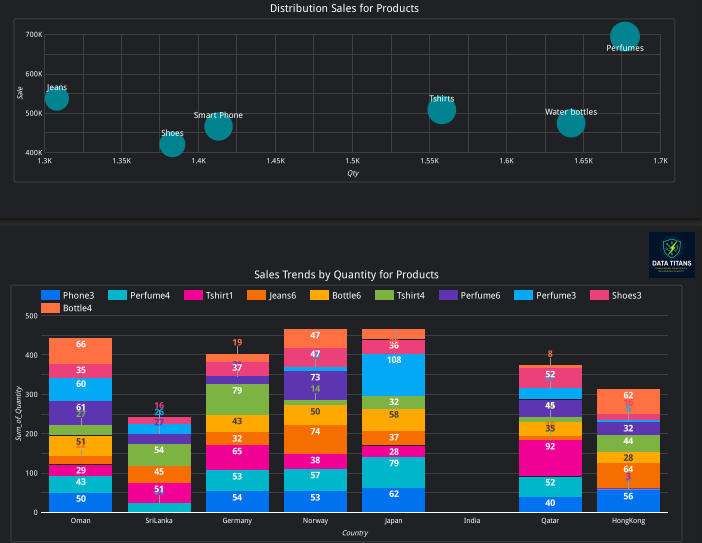 Distribution Sales for Products
700K
Perfumes
600K
Sale
Jeans
Tshirts
500K
Water bottles
Smart Phone
Shoes
400K
1.3K 1.35K 1.4K 1.45K 1.5K 1.55K 1.6K 1.65K 1.7K
Qty
DATA TITANS
Sales Trends by Quantity for Products
Phone3 Perfume4 Tshirt1 Jeans6 Bottle6 Tshirt4 Perfume6 Perfume3 Shoes3
Bottle4
500
400
300
200
100
0
Sum_of_Quantity
66
35
60
61
27
51
29
43
50
16
26
27
54
45
51
19
37
79
43
32
65
53
54
47
47
73
14
50
74
38
57
53
36
108
32
58
37
28
79
62
8
52
45
35
92
52
40
62
32
44
28
64
56
Oman SriLanka Germany Norway Japan India Qatar HongKong
Country